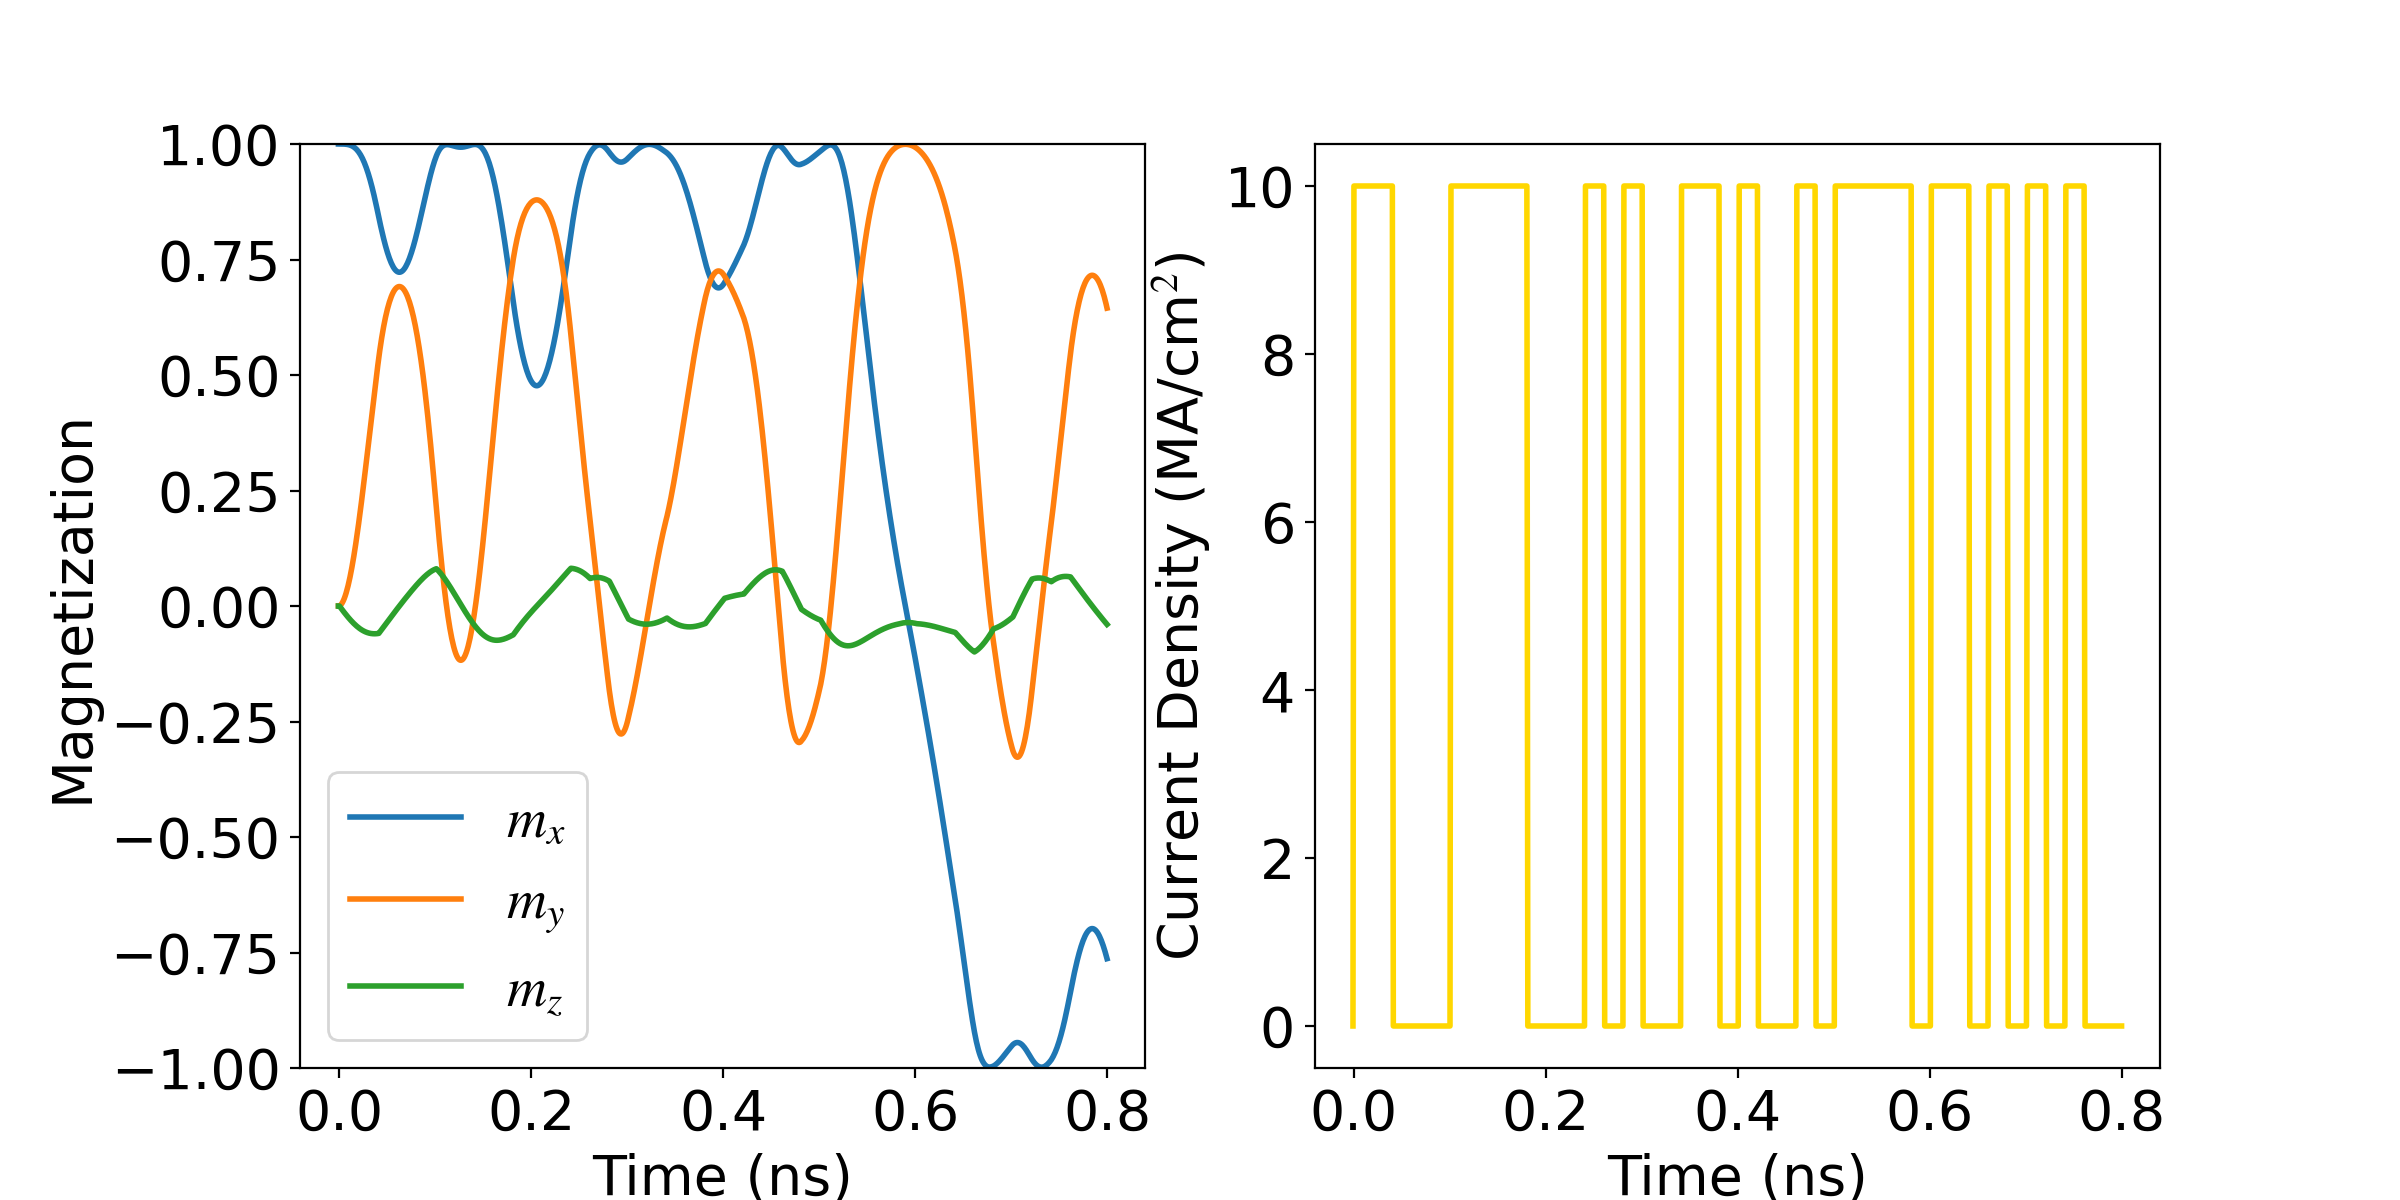 Magnetization
1.00
0.75
0.50
0.25
0.00
−0.25
−0.50
−0.75
−1.00
m_x
m_y
m_z
0.0 0.2 0.4 0.6 0.8
Time (ns)
Current Density (MA/cm²)
10
8
6
4
2
0
0.0 0.2 0.4 0.6 0.8
Time (ns)